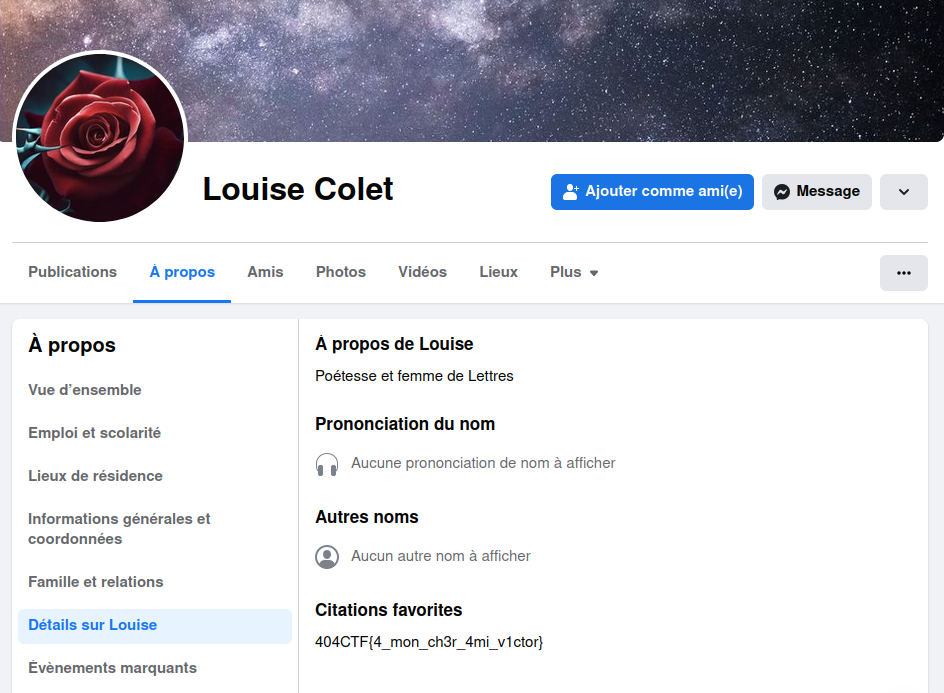 Louise Colet
Ajouter comme ami(e)
Message
Publications
À propos
Amis
Photos
Vidéos
Lieux
Plus
À propos
Vue d’ensemble
Emploi et scolarité
Lieux de résidence
Informations générales et
coordonnées
Famille et relations
Détails sur Louise
Évènements marquants
À propos de Louise
Poétesse et femme de Lettres
Prononciation du nom
Aucune prononciation de nom à afficher
Autres noms
Aucun autre nom à afficher
Citations favorites
404CTF{4_mon_ch3r_4mi_v1ctor}